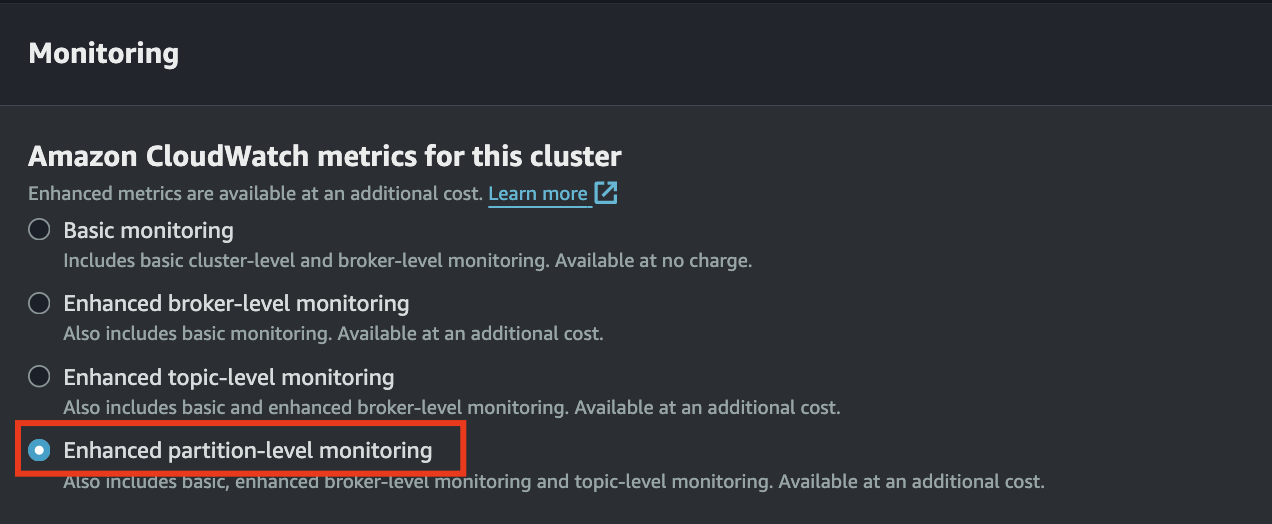 Monitoring
Amazon CloudWatch metrics for this cluster
Enhanced metrics are available at an additional cost. Learn more
Basic monitoring
Includes basic cluster-level and broker-level monitoring. Available at no charge.
Enhanced broker-level monitoring
Also includes basic monitoring. Available at an additional cost.
Enhanced topic-level monitoring
Also includes basic and enhanced broker-level monitoring. Available at an additional cost.
Enhanced partition-level monitoring
Also includes basic, enhanced broker-level monitoring and topic-level monitoring. Available at an additional cost.